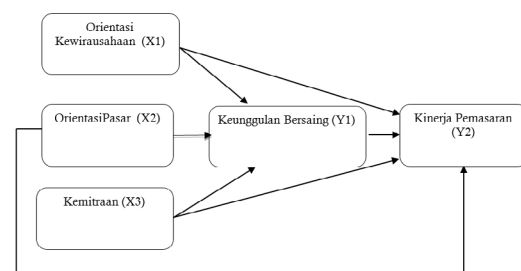 Orientasi
Kewirausahaan (X1)
OrientasiPasar (X2)
Keunggulan Bersaing (Y1)
Kinerja Pemasaran
(Y2)
Kemitraan (X3)